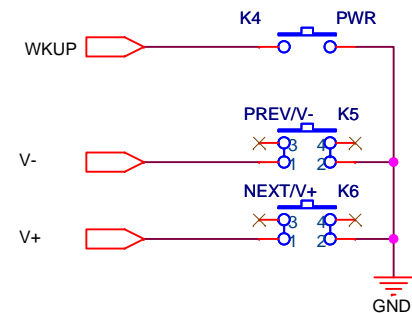 K4 PWR
WKUP
PREV/V- K5
3 4
V- 1 2
NEXT/V+ K6
3 4
V+ 1 2
GND